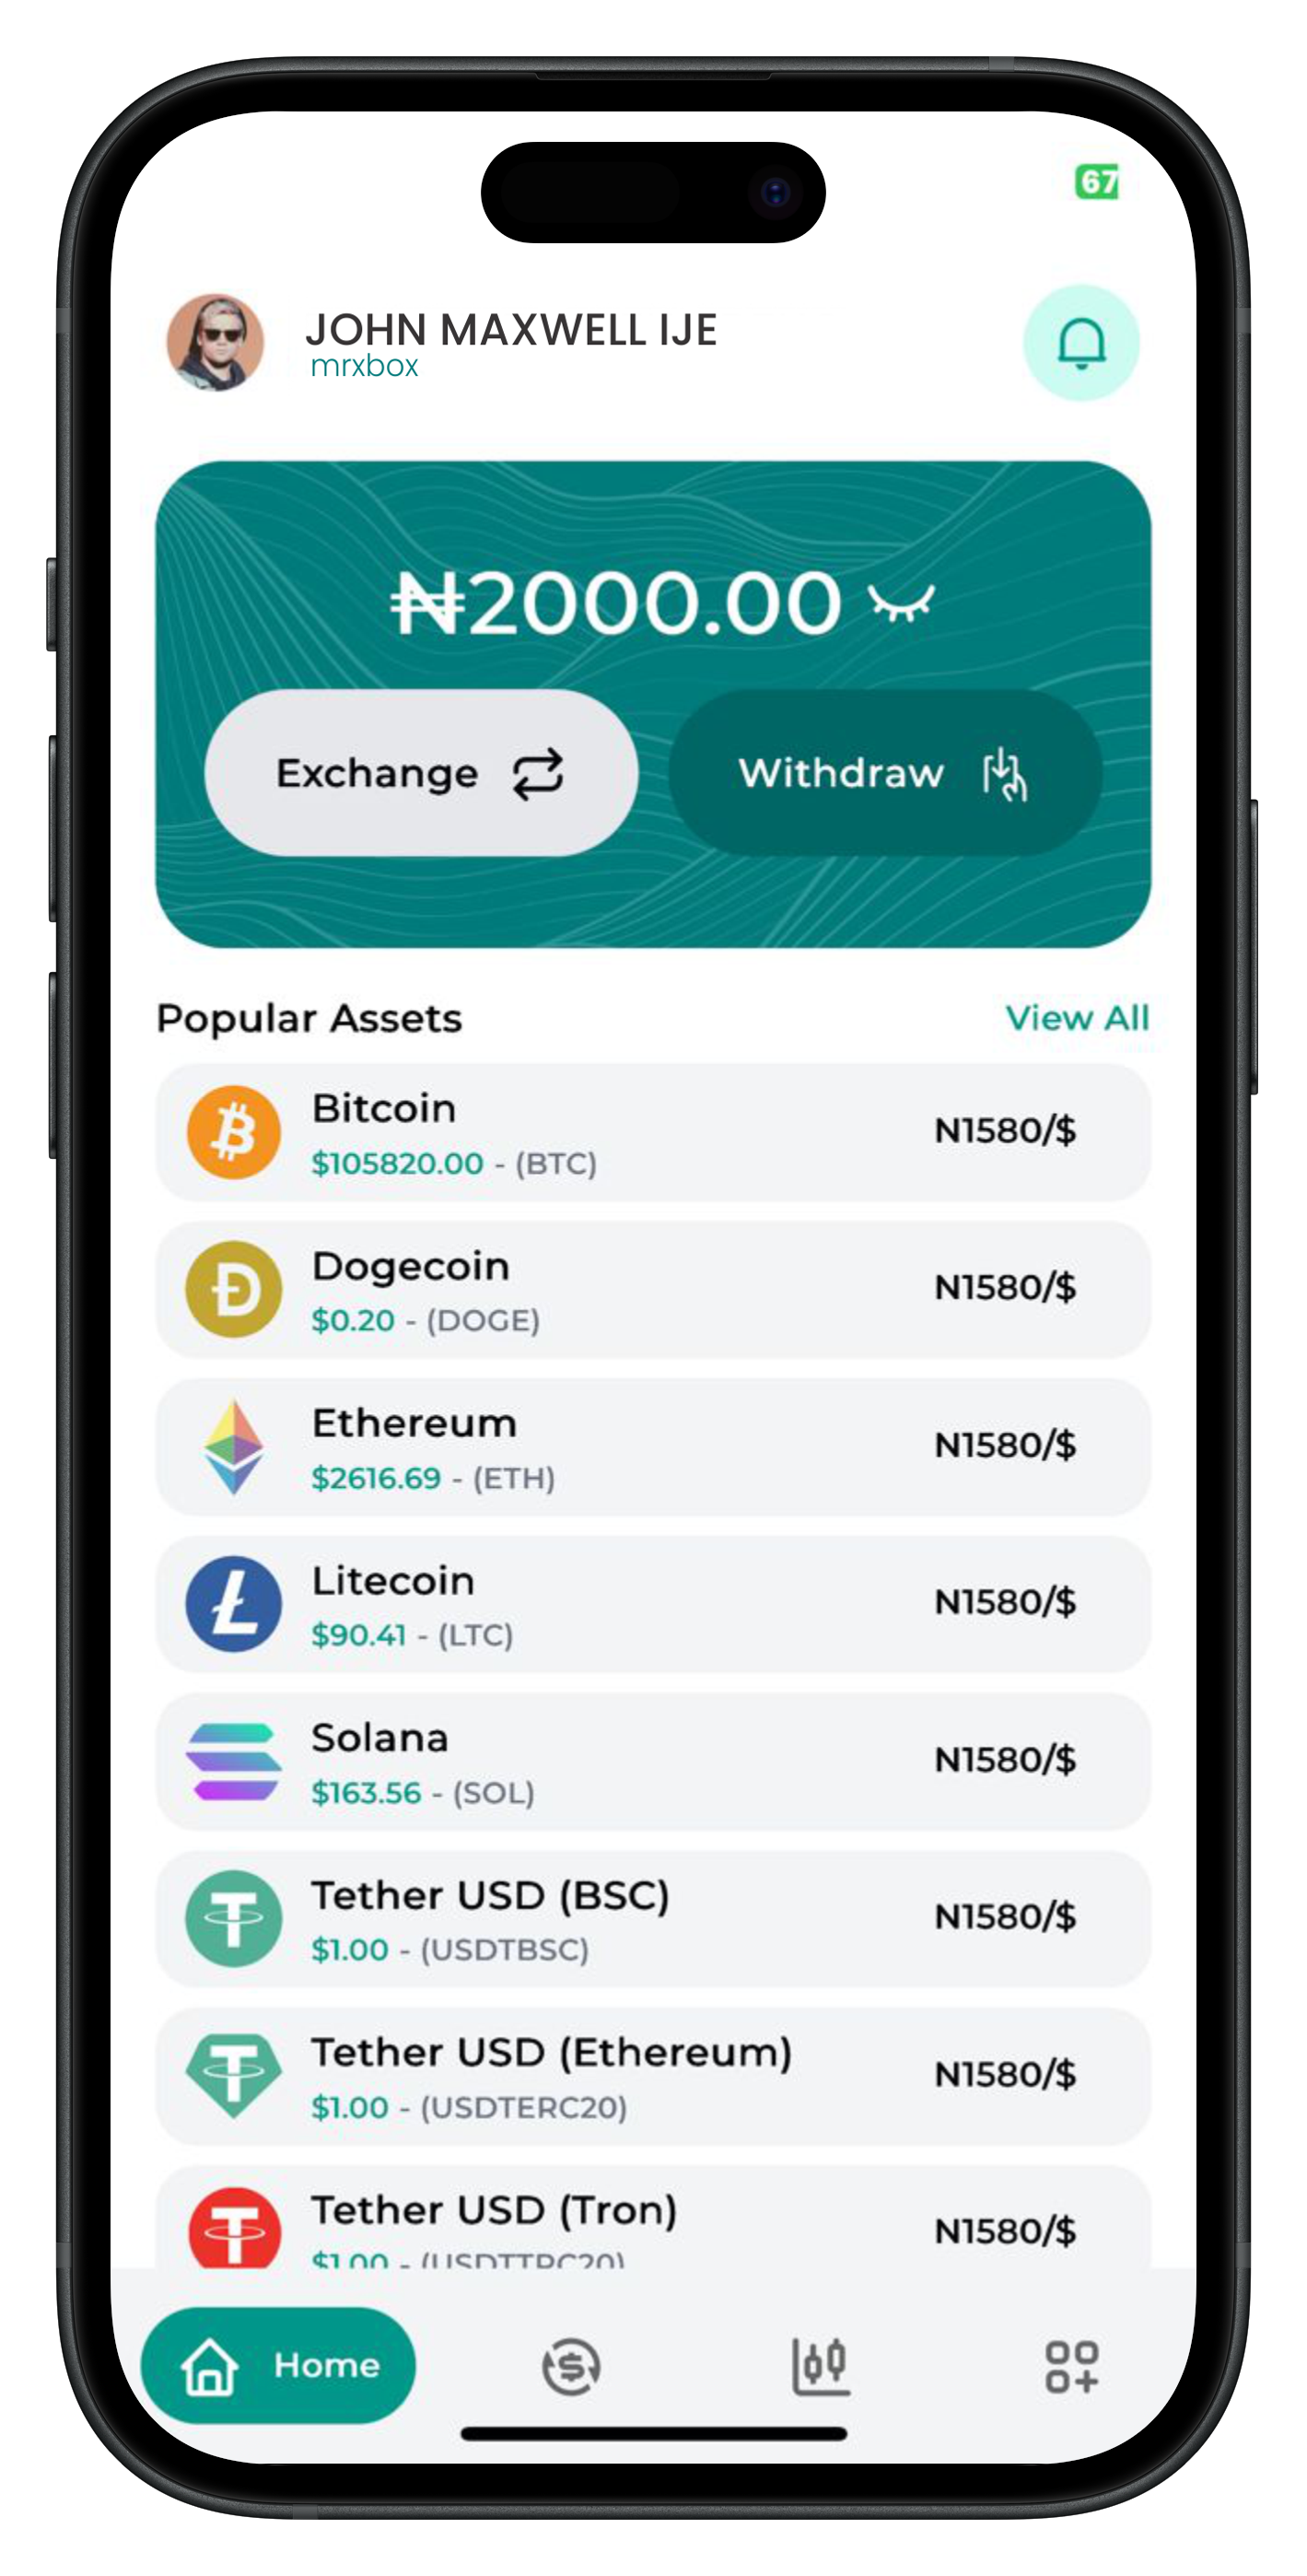 67
JOHN MAXWELL IJE
mrxbox
₦2000.00
Exchange
Withdraw
Popular Assets
View All
Bitcoin
$105820.00 - (BTC)
N1580/$
Dogecoin
$0.20 - (DOGE)
N1580/$
Ethereum
$2616.69 - (ETH)
N1580/$
Litecoin
$90.41 - (LTC)
N1580/$
Solana
$163.56 - (SOL)
N1580/$
Tether USD (BSC)
$1.00 - (USDTBSC)
N1580/$
Tether USD (Ethereum)
$1.00 - (USDTERC20)
N1580/$
Tether USD (Tron)
$1.00 - (USDTTRC20)
N1580/$
Home